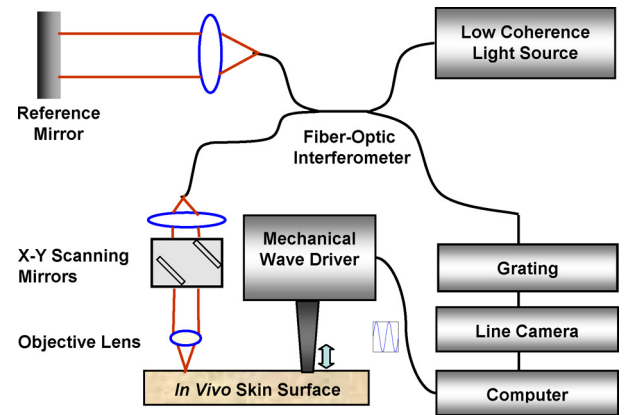 Low Coherence
Light Source
Reference
Mirror
Fiber-Optic
Interferometer
X-Y Scanning
Mirrors
Mechanical
Wave Driver
Grating
Objective Lens
Line Camera
In Vivo Skin Surface
Computer